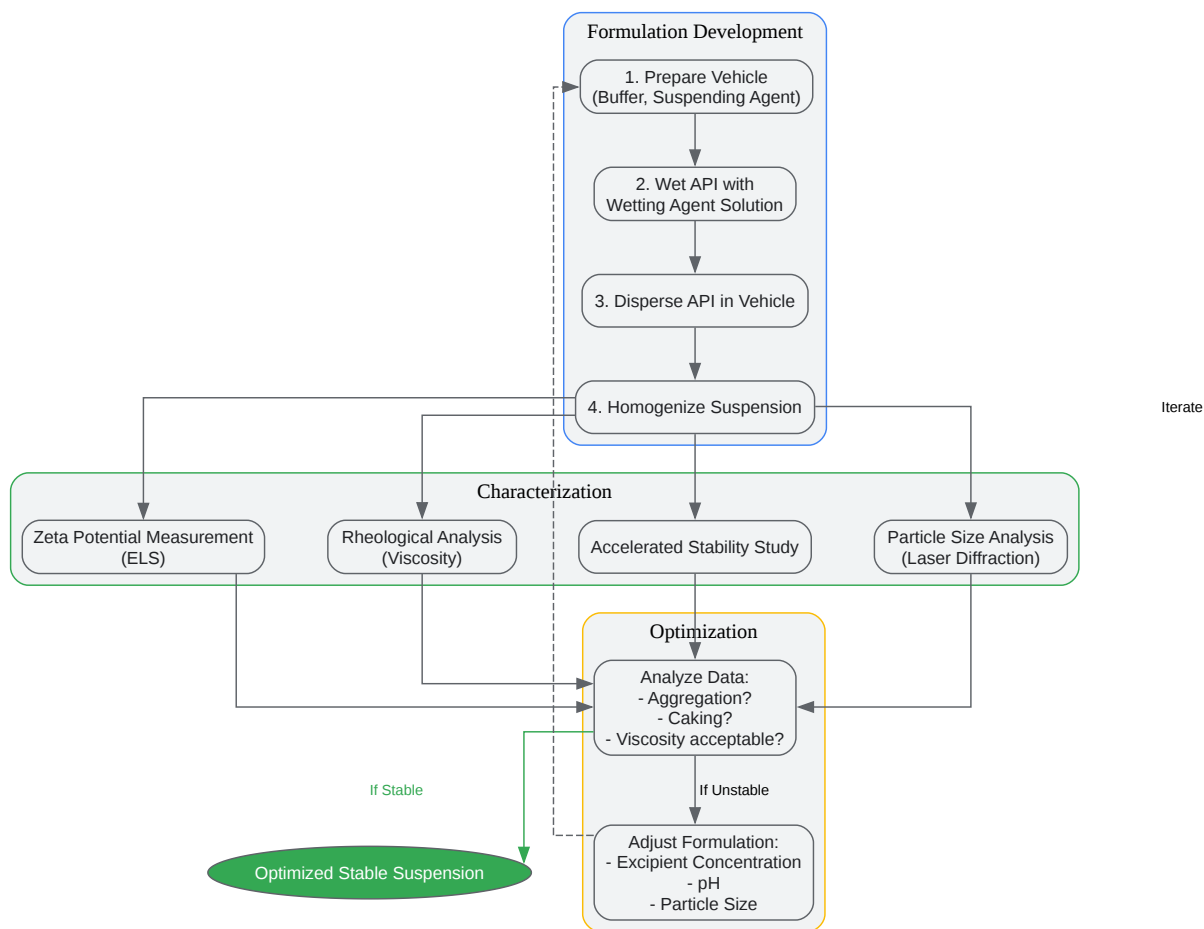 Formulation Development
1. Prepare Vehicle
(Buffer, Suspending Agent)
2. Wet API with
Wetting Agent Solution
3. Disperse API in Vehicle
4. Homogenize Suspension
Iterate
Characterization
Zeta Potential Measurement
(ELS)
Rheological Analysis
(Viscosity)
Accelerated Stability Study
Particle Size Analysis
(Laser Diffraction)
Optimization
Analyze Data:
- Aggregation?
- Caking?
- Viscosity acceptable?
If Stable
If Unstable
Optimized Stable Suspension
Adjust Formulation:
- Excipient Concentration
- pH
- Particle Size